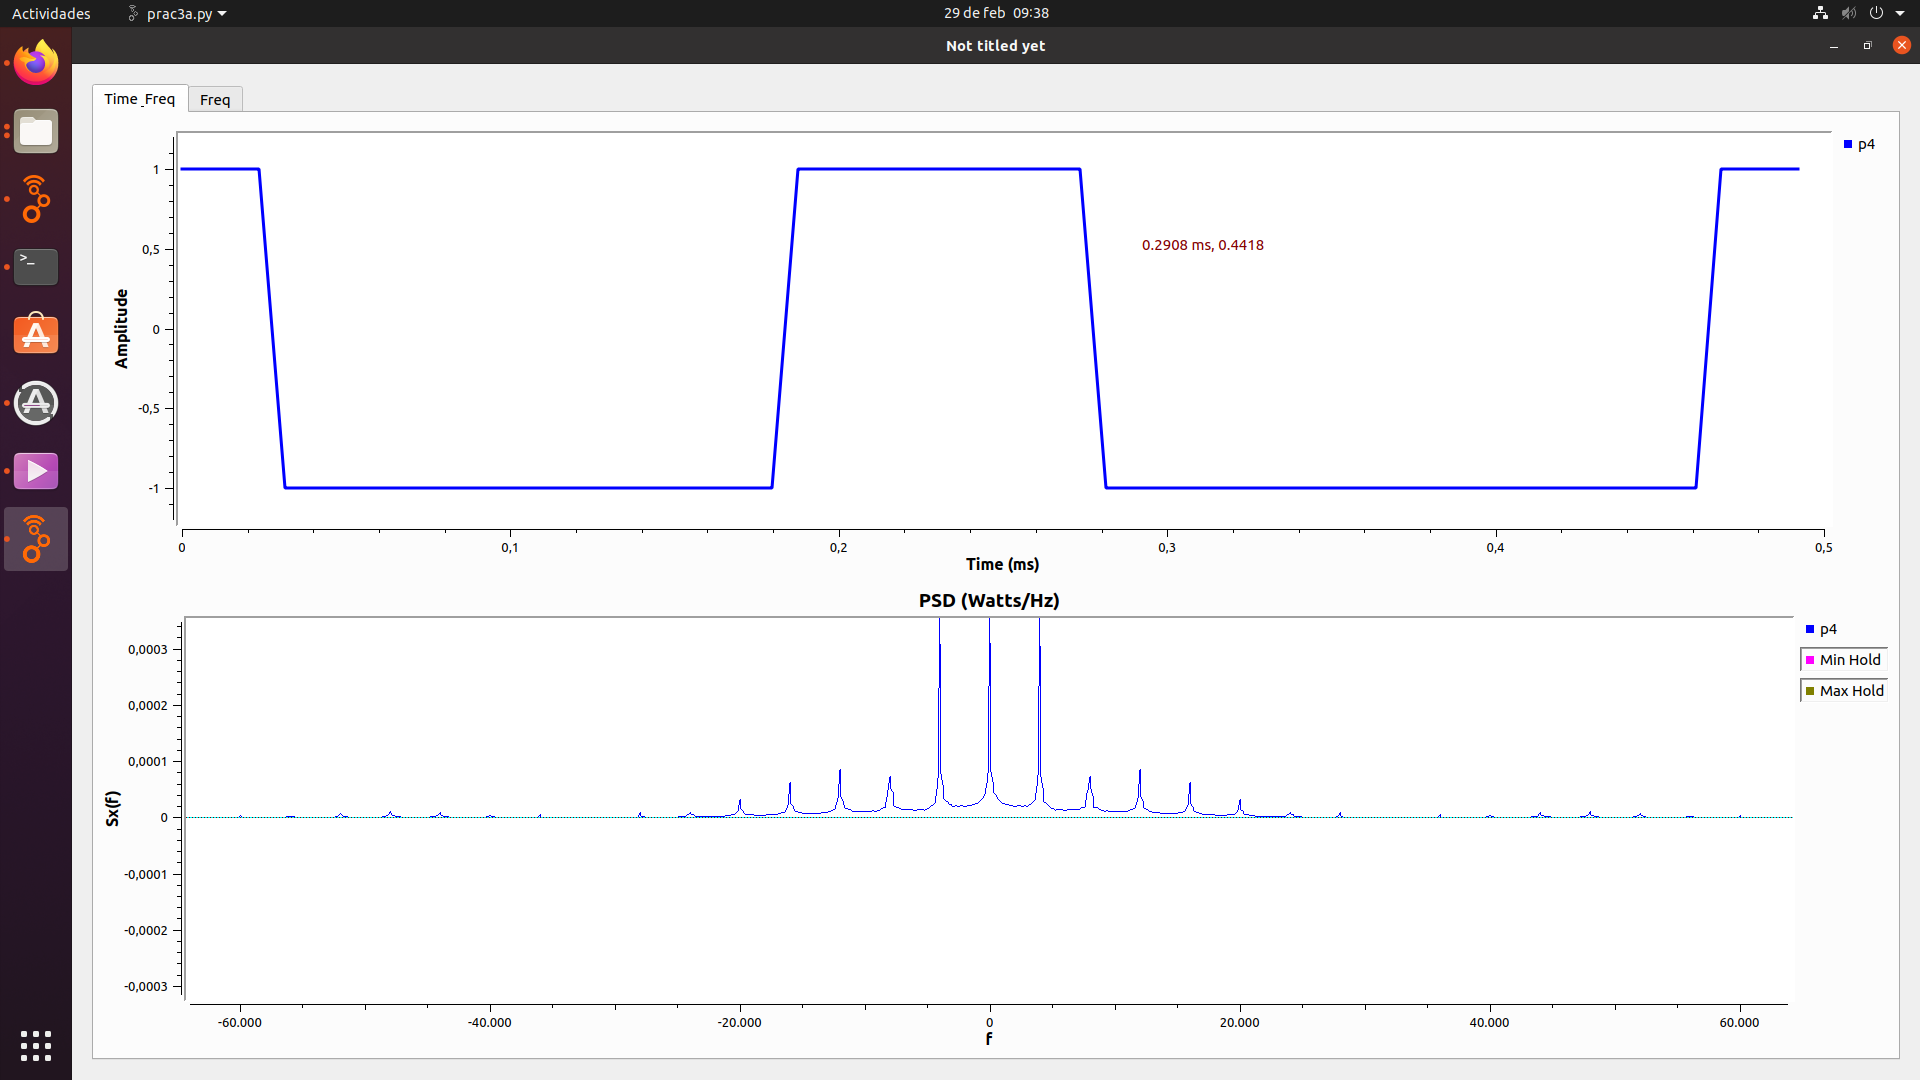 Actividades
prac3a.py
29 de feb 09:38
Not titled yet
Time_Freq
Freq
p4
1
0,5
0
-0,5
-1
Amplitude
0.2908 ms, 0.4418
0 0,1 0,2 0,3 0,4 0,5
Time (ms)
PSD (Watts/Hz)
p4
Min Hold
Max Hold
0,0003
0,0002
0,0001
0
-0,0001
-0,0002
-0,0003
Sx(f)
-60.000 -40.000 -20.000 0 20.000 40.000 60.000
f